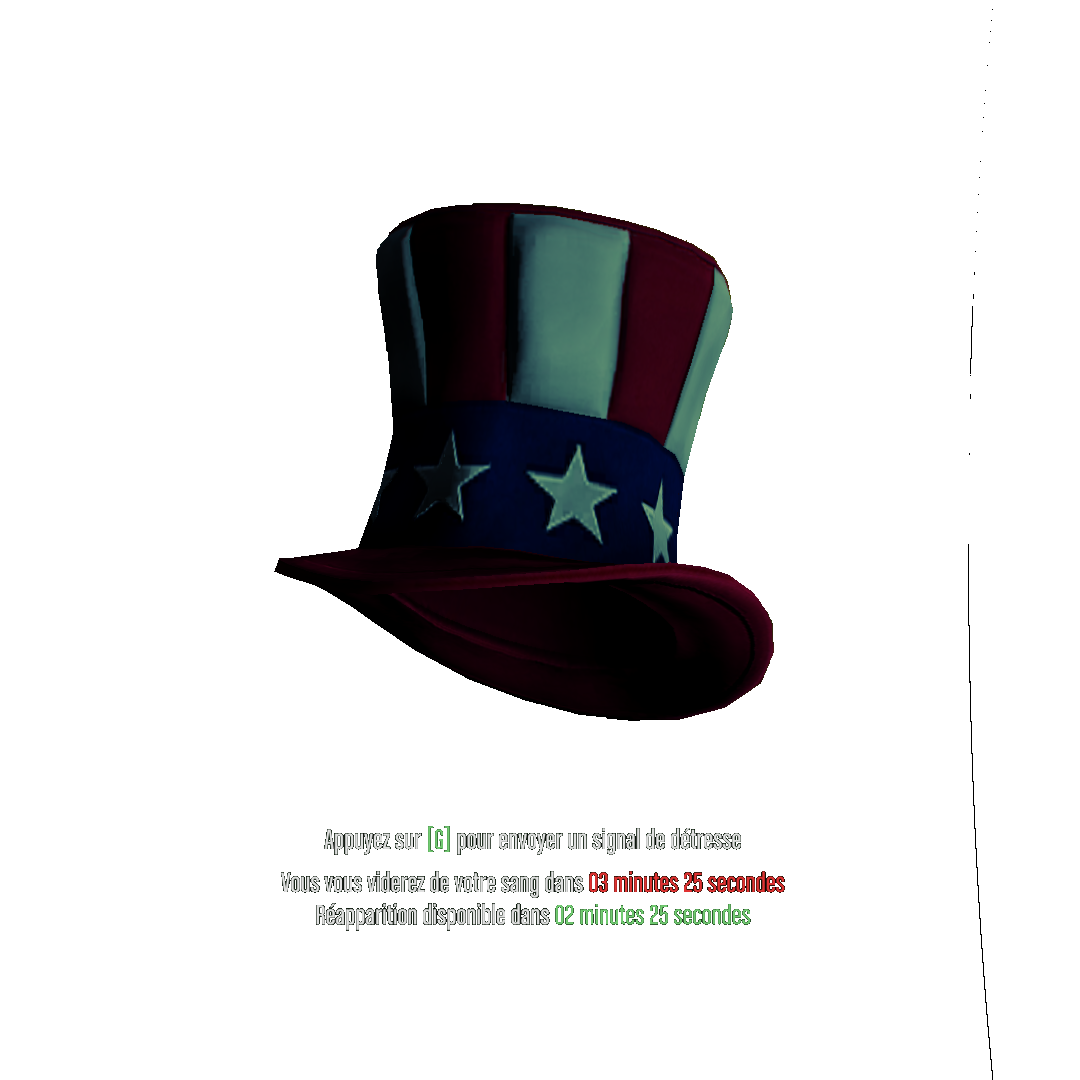 Appuyez sur [G] pour envoyer un signal de détresse
Vous vous viderez de votre sang dans 03 minutes 25 secondes
Réapparition disponible dans 02 minutes 25 secondes